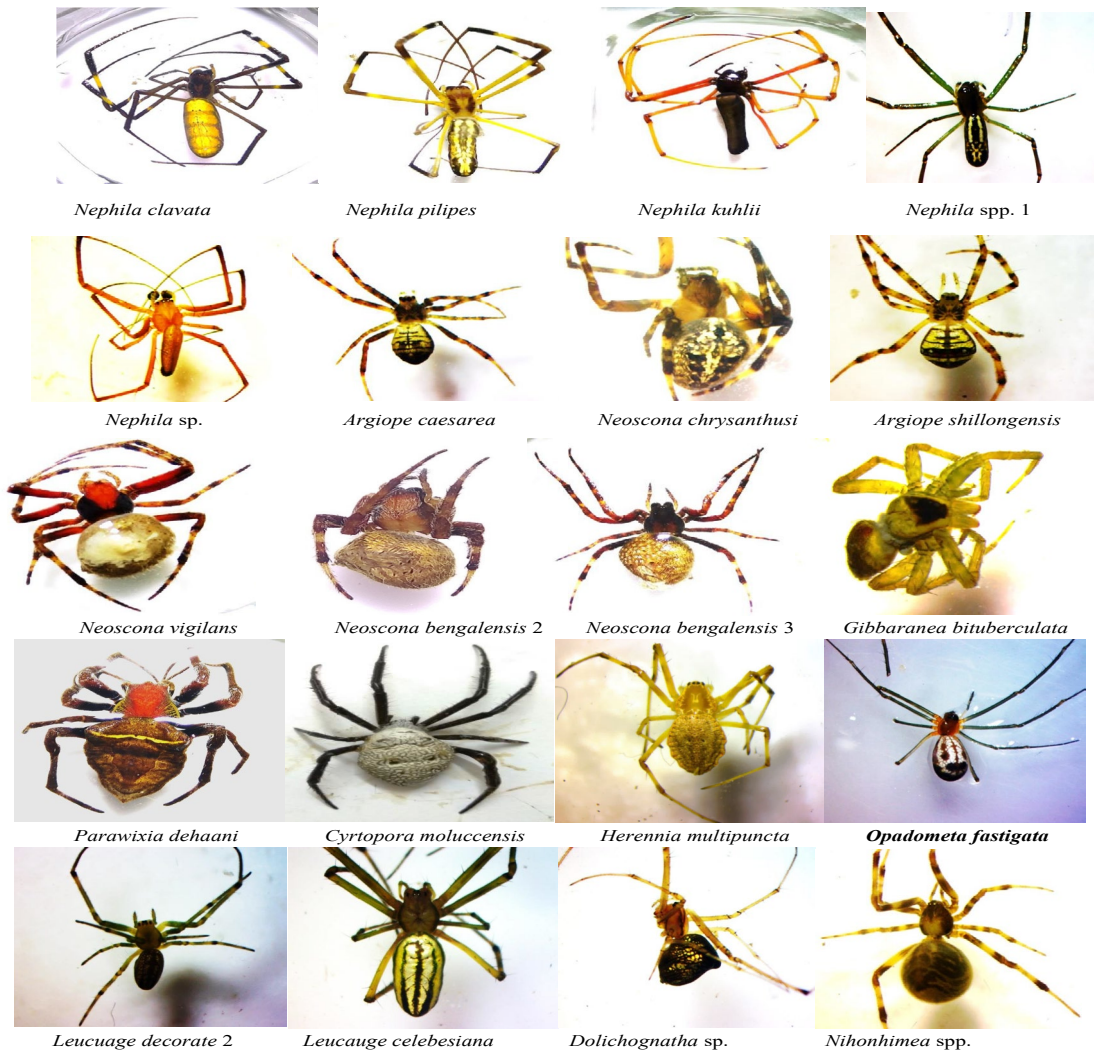 Nephila clavata Nephila pilipes Nephila kuhlii Nephila spp. 1
Nephila sp. Argiope caesarea Neoscona chrysanthusi Argiope shillongensis
Neoscona vigilans Neoscona bengalensis 2 Neoscona bengalensis 3 Gibbaranea bituberculata
Parawixia dehaani Cyrtopora moluccensis Herennia multipuncta Opadometa fastigata
Leucuage decorate 2 Leucauge celebesiana Dolichognatha sp. Nihonhimea spp.